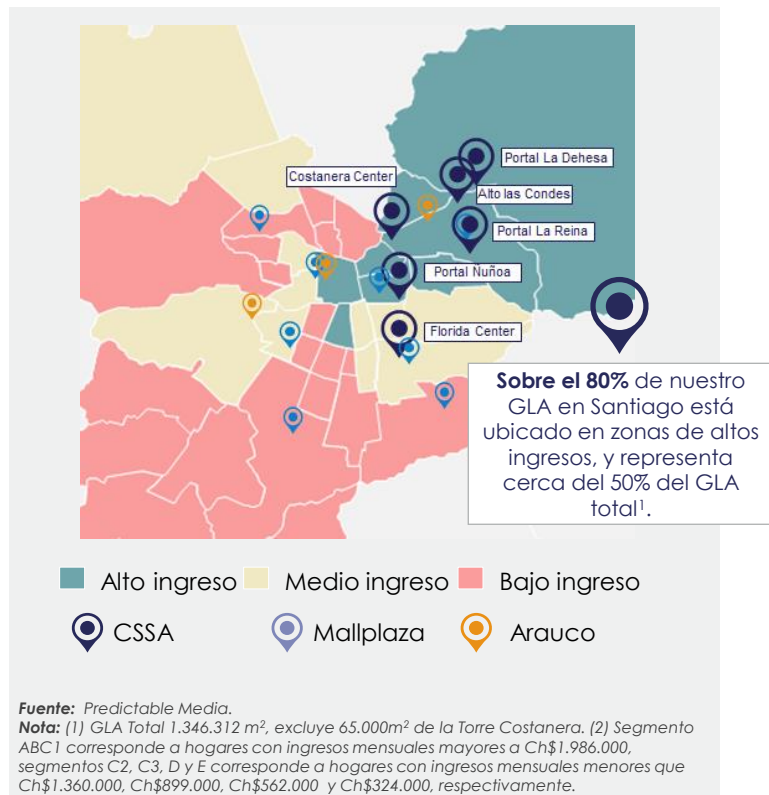 Portal La Dehesa
Costanera Center
Alto las Condes
Portal La Reina
Portal Nuñoa
Florida Center
Sobre el 80% de nuestro
GLA en Santiago está
ubicado en zonas de altos
ingresos, y representa
cerca del 50% del GLA
total¹.
Alto ingreso Medio ingreso Bajo ingreso
CSSA Mallplaza Arauco
Fuente: Predictable Media.
Nota: (1) GLA Total 1.346.312 m², excluye 65.000m² de la Torre Costanera. (2) Segmento
ABC1 corresponde a hogares con ingresos mensuales mayores a Ch$1.986.000,
segmentos C2, C3, D y E corresponde a hogares con ingresos mensuales menores que
Ch$1.360.000, Ch$899.000, Ch$562.000 y Ch$324.000, respectivamente.